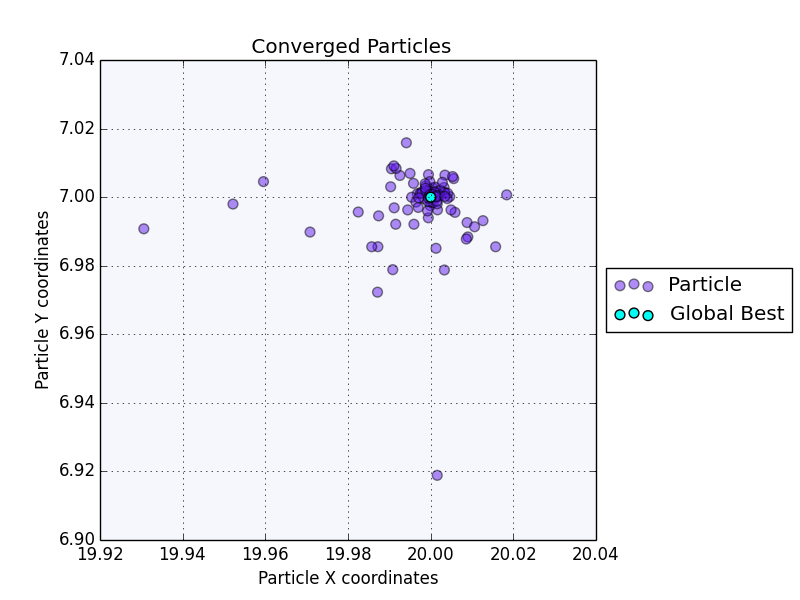 Converged Particles
7.04
7.02
7.00
6.98
6.96
6.94
6.92
6.90
19.92 19.94 19.96 19.98 20.00 20.02 20.04
Particle X coordinates
Particle Y coordinates
Particle
Global Best